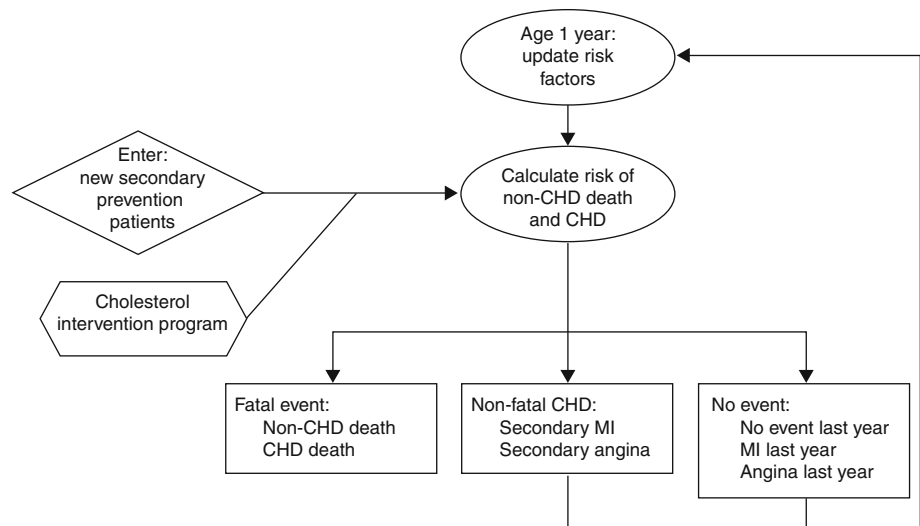 Age 1 year:
update risk
factors
Enter:
new secondary
prevention
patients
Calculate risk of
non-CHD death
and CHD
Cholesterol
intervention program
Fatal event:
Non-CHD death
CHD death
Non-fatal CHD:
Secondary MI
Secondary angina
No event:
No event last year
MI last year
Angina last year